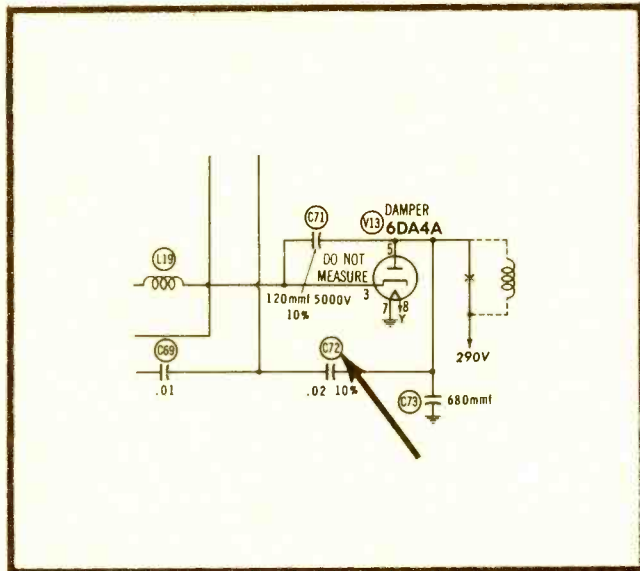 DAMPER
C71
V13
6DA4A
5
L19
DO NOT
MEASURE
3
120mmf 5000V
10%
7
8
Y
C69
C72
290V
.01
.02 10%
C73
680mmf